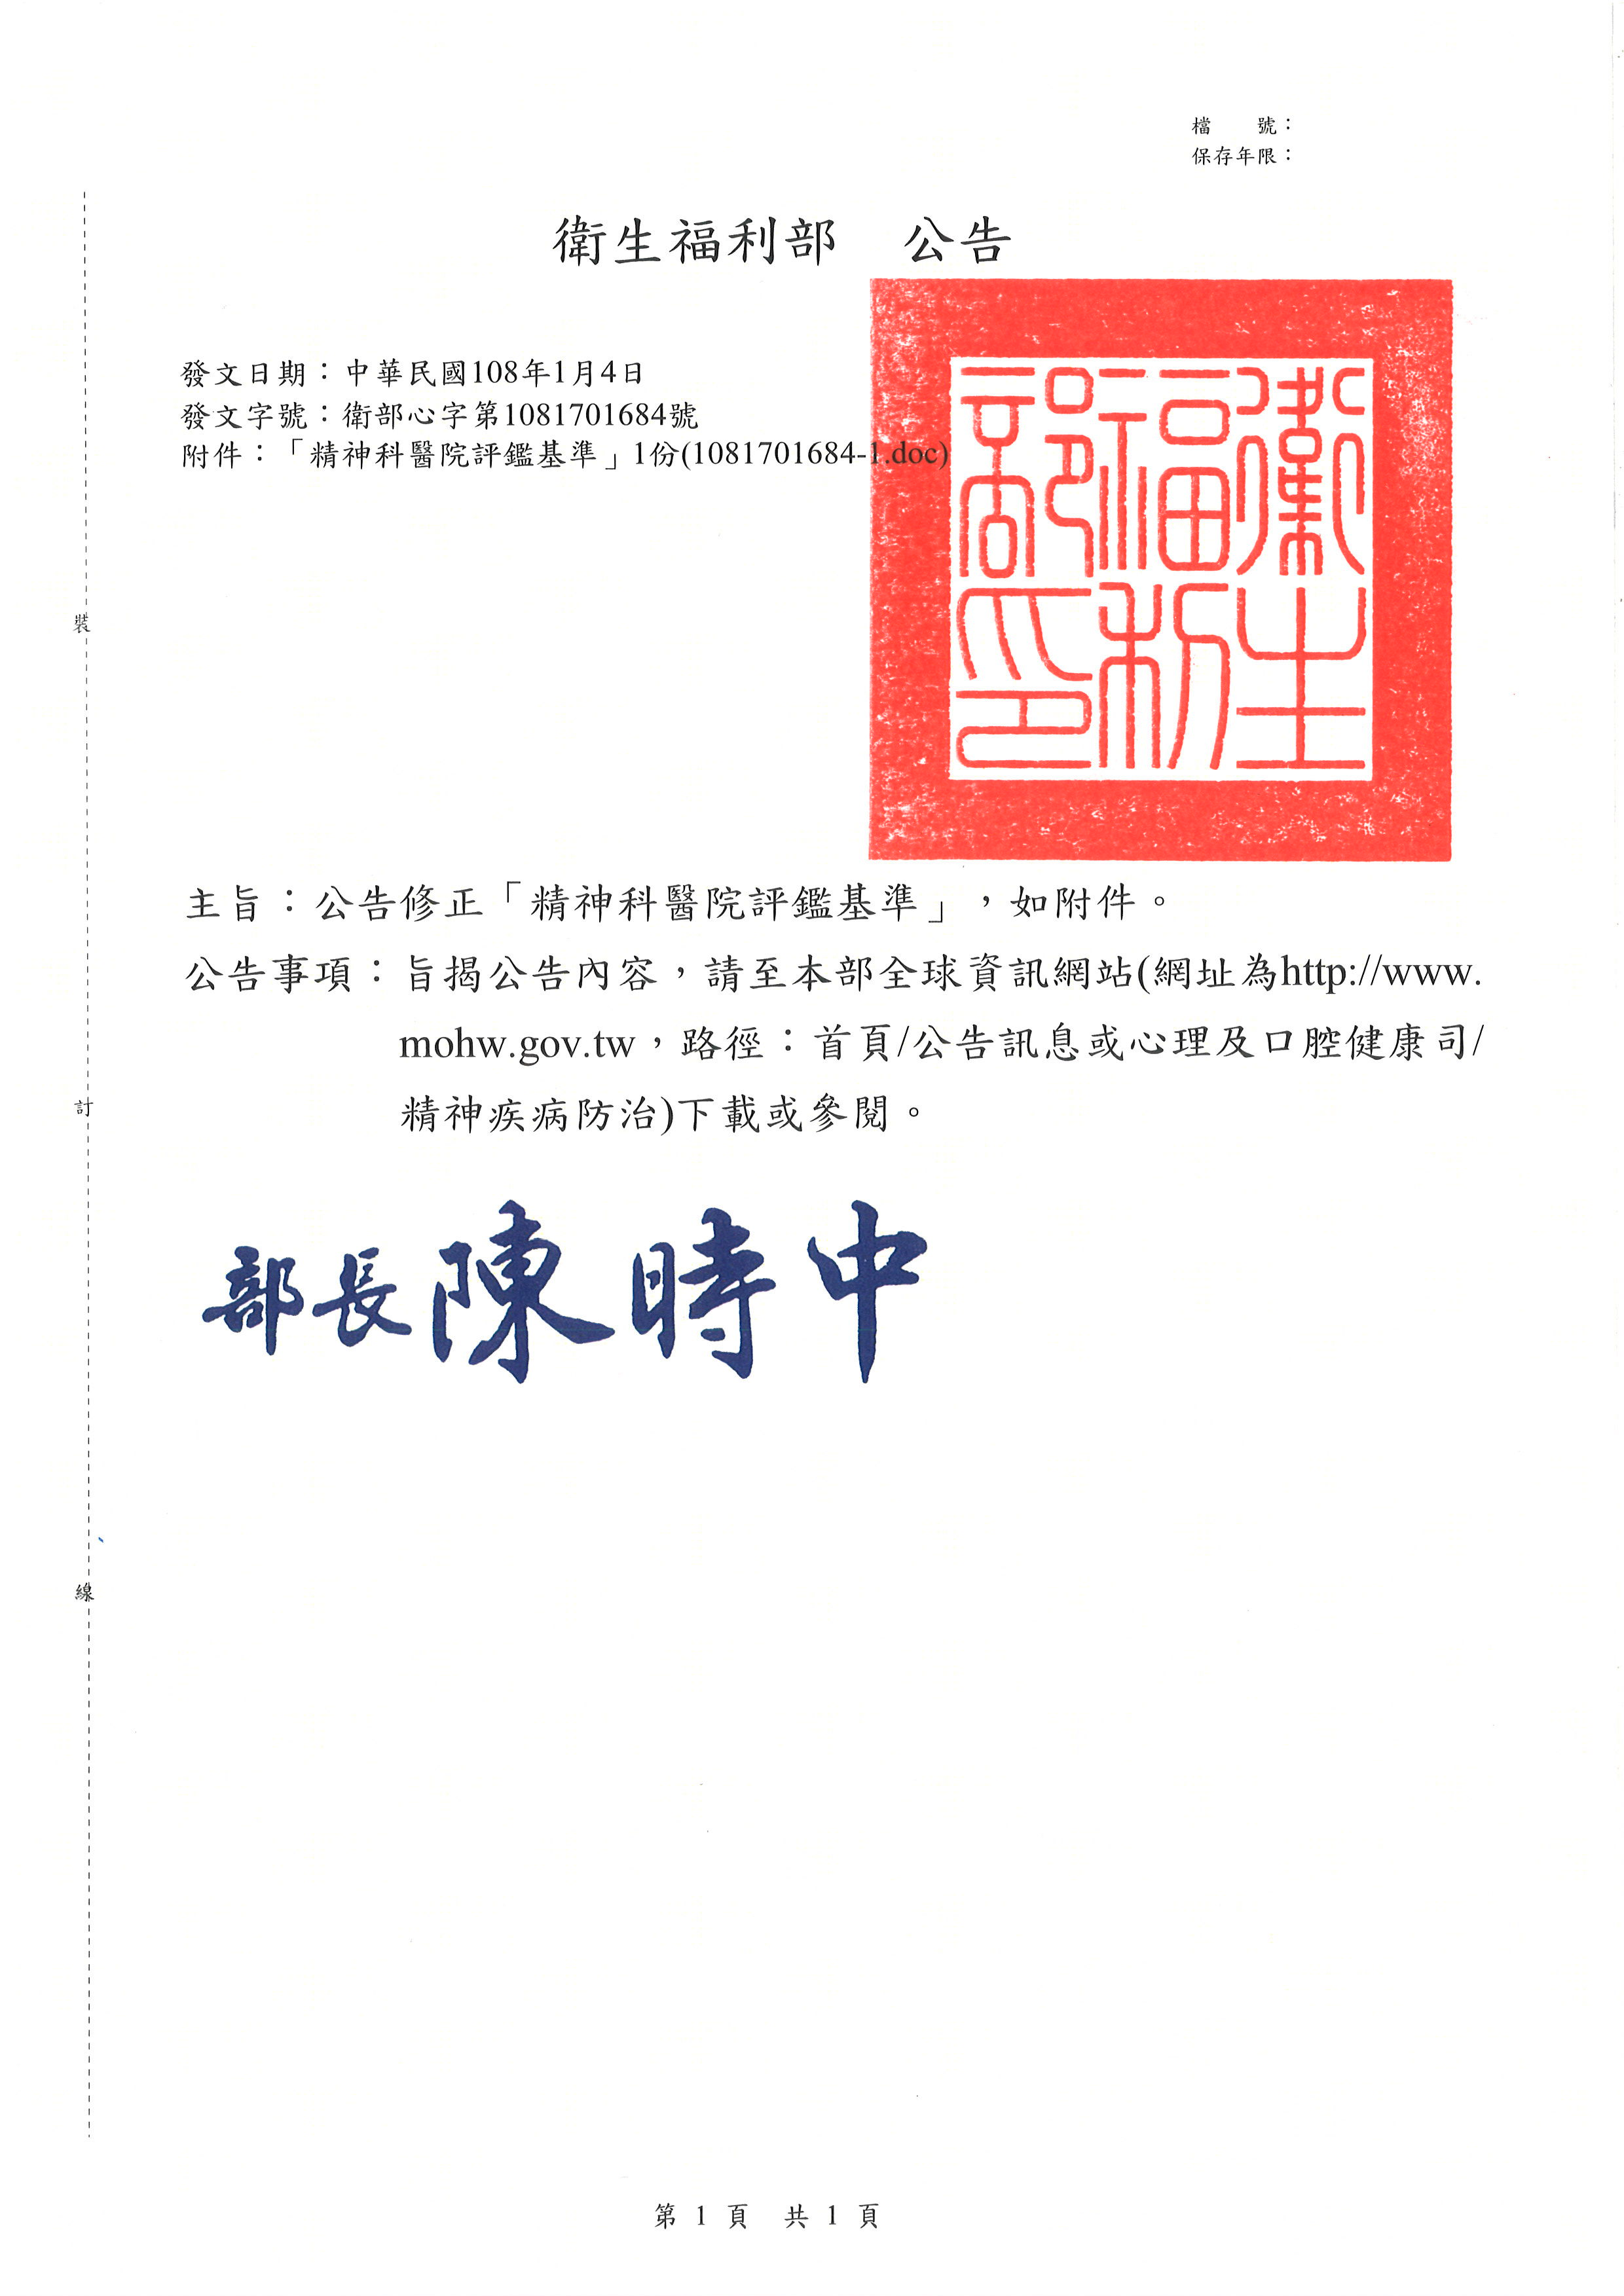 檔　　號：
保存年限：
衛生福利部　公告
發文日期：中華民國108年1月4日
發文字號：衛部心字第1081701684號
附件：「精神科醫院評鑑基準」1份(1081701684-1.doc)
衛生福利部印
主旨：公告修正「精神科醫院評鑑基準」，如附件。
公告事項：旨揭公告內容，請至本部全球資訊網站(網址為http://www.
mohw.gov.tw，路徑：首頁/公告訊息或心理及口腔健康司/
精神疾病防治)下載或參閱。
部長陳時中
裝
訂
線
第 1 頁　共 1 頁